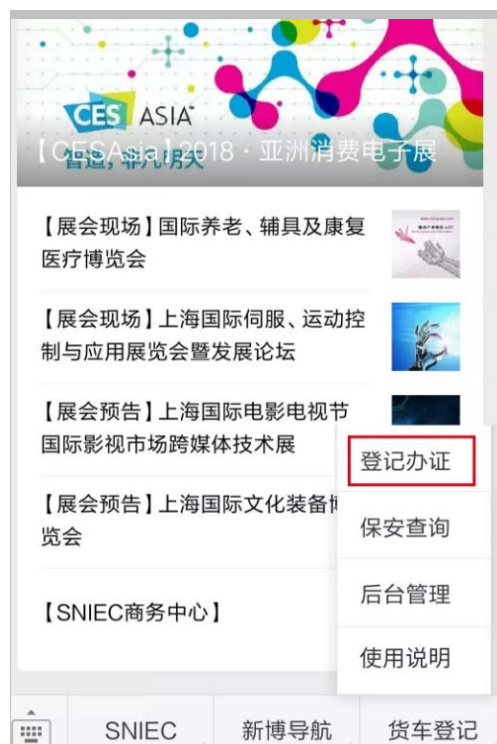 CES ASIA
智造，非凡明天
【CESAsia】2018·亚洲消费电子展
【展会现场】国际养老、辅具及康复
医疗博览会
【展会现场】上海国际伺服、运动控
制与应用展览会暨发展论坛
【展会预告】上海国际电影电视节
国际影视市场跨媒体技术展
【展会预告】上海国际文化装备博
览会
【SNIEC商务中心】
登记办证
保安查询
后台管理
使用说明
SNIEC
新博导航
货车登记